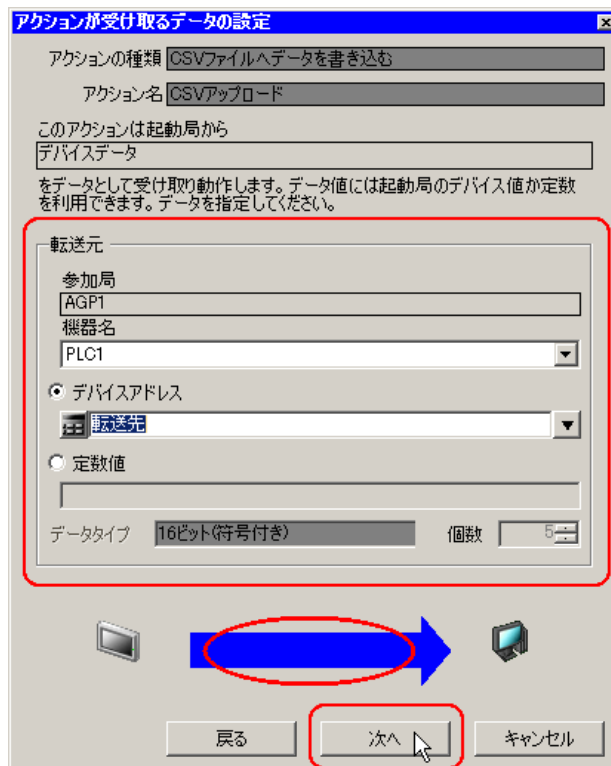 アクションが受け取るデータの設定
アクションの種類 CSVファイルへデータを書き込む
アクション名 CSVアップロード
このアクションは起動局から
デバイスデータ
をデータとして受け取り動作します。データ値には起動局のデバイス値か定数
を利用できます。データを指定してください。
転送元
参加局
AGP1
機器名
PLC1
デバイスアドレス
転送先
定数値
データタイプ 16ビット(符号付き) 個数 5
戻る 次へ キャンセル